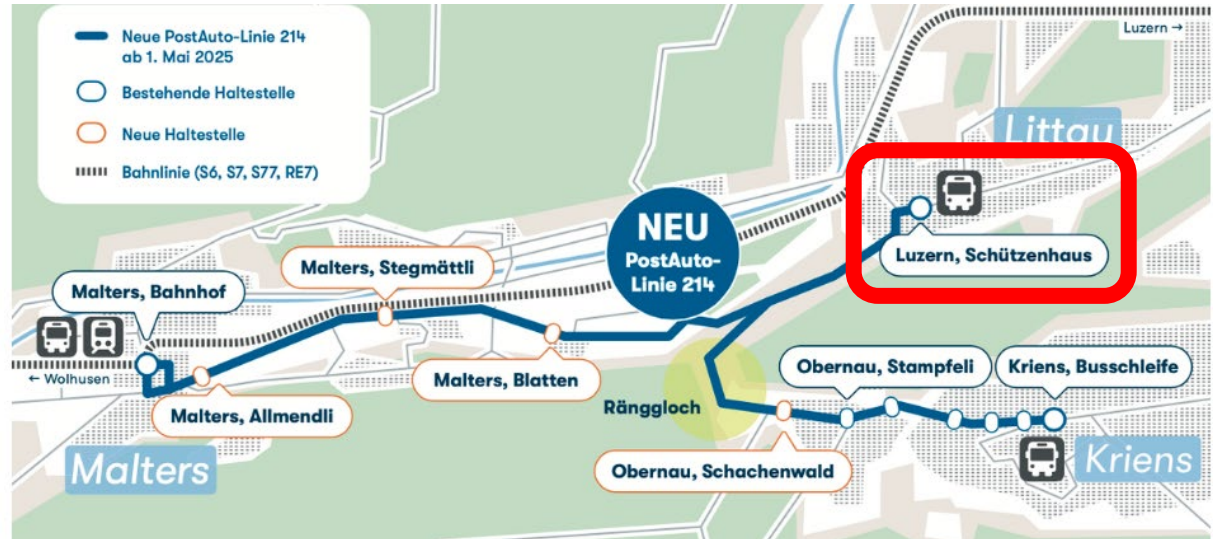 Neue PostAuto-Linie 214
ab 1. Mai 2025
Bestehende Haltestelle
Neue Haltestelle
Bahnlinie (S6, S7, S77, RE7)
Luzern →
Littau
NEU
PostAuto-
Linie 214
Luzern, Schützenhaus
Malters, Stegmättli
Malters, Bahnhof
← Wolhusen
Malters, Blatten
Malters, Allmendli
Obernau, Stampfeli
Kriens, Busschleife
Ränggloch
Obernau, Schachenwald
Malters
Kriens